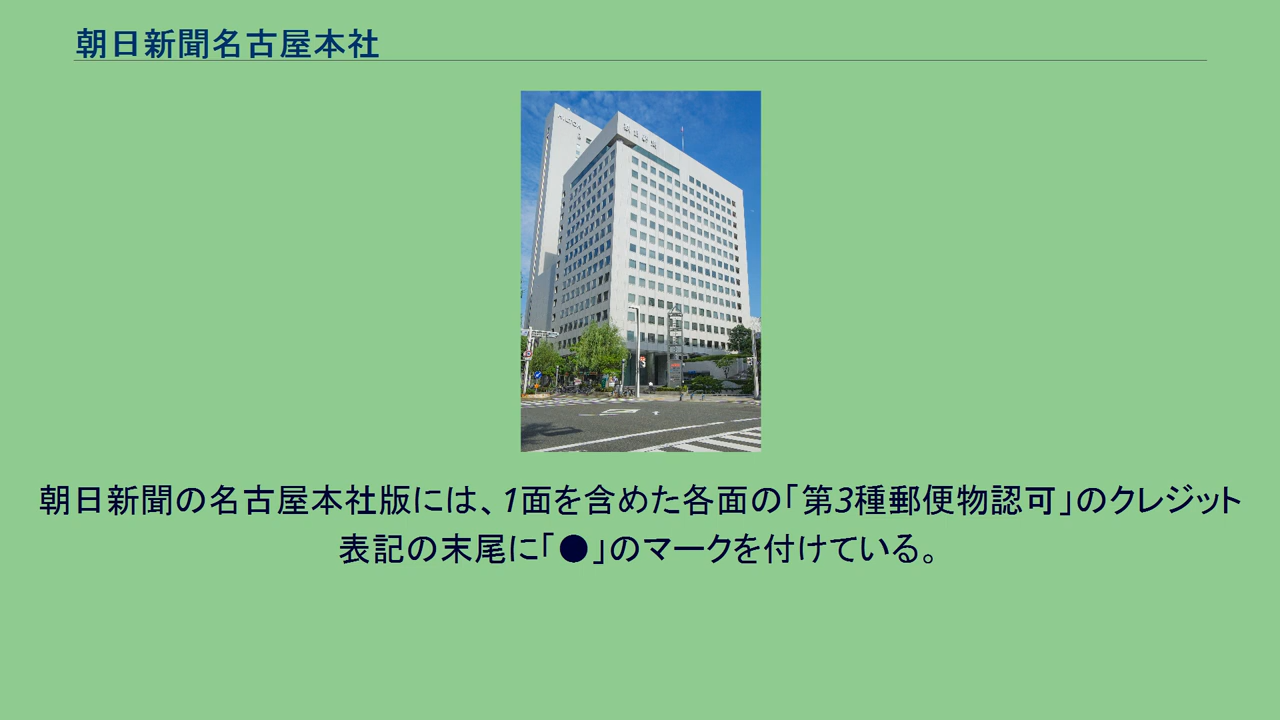 朝日新聞名古屋本社
朝日新聞の名古屋本社版には、1面を含めた各面の「第3種郵便物認可」のクレジット
表記の末尾に「●」のマークを付けている。